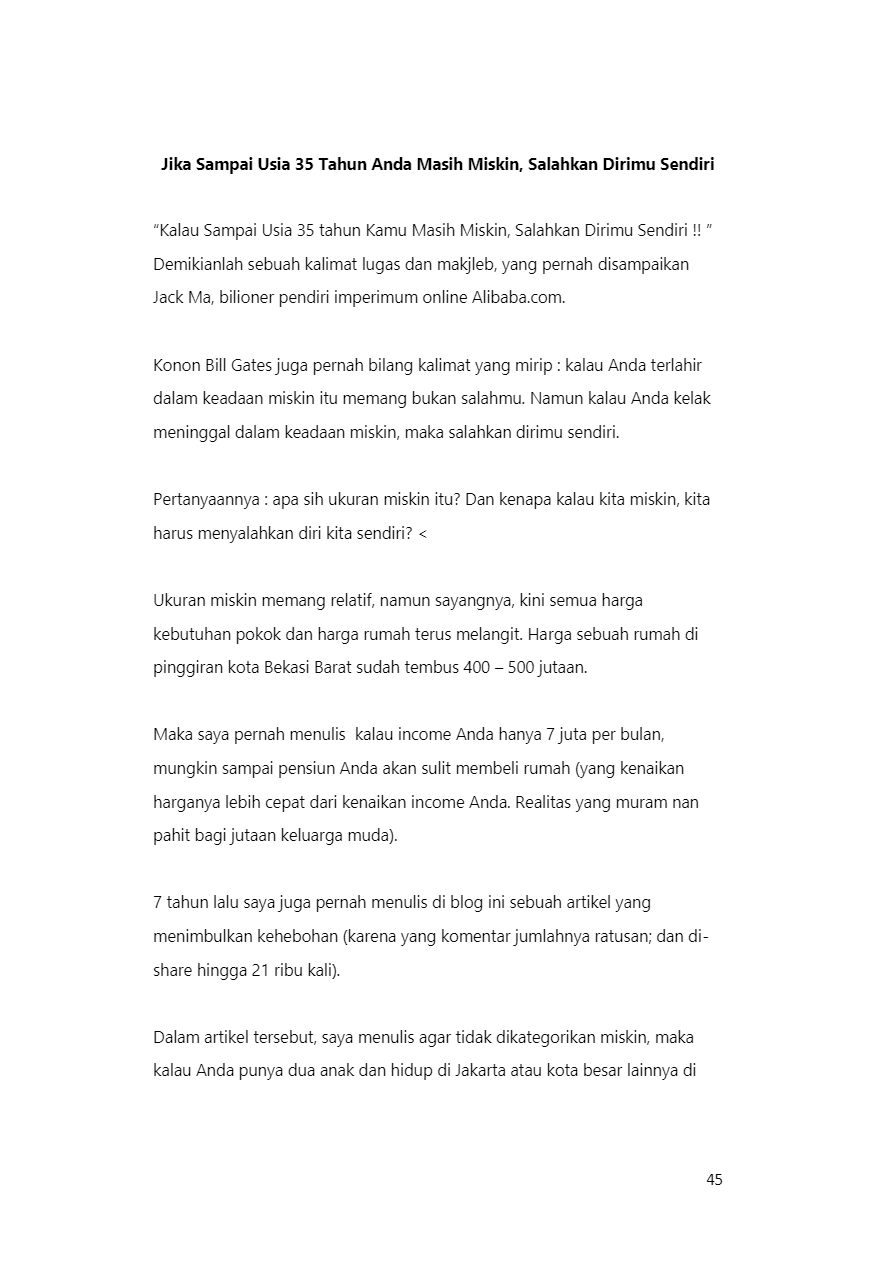 Jika Sampai Usia 35 Tahun Anda Masih Miskin, Salahkan Dirimu Sendiri
“Kalau Sampai Usia 35 tahun Kamu Masih Miskin, Salahkan Dirimu Sendiri !! ”
Demikianlah sebuah kalimat lugas dan makjleb, yang pernah disampaikan
Jack Ma, bilioner pendiri imperimum online Alibaba.com.
Konon Bill Gates juga pernah bilang kalimat yang mirip : kalau Anda terlahir
dalam keadaan miskin itu memang bukan salahmu. Namun kalau Anda kelak
meninggal dalam keadaan miskin, maka salahkan dirimu sendiri.
Pertanyaannya : apa sih ukuran miskin itu? Dan kenapa kalau kita miskin, kita
harus menyalahkan diri kita sendiri? <
Ukuran miskin memang relatif, namun sayangnya, kini semua harga
kebutuhan pokok dan harga rumah terus melangit. Harga sebuah rumah di
pinggiran kota Bekasi Barat sudah tembus 400 – 500 jutaan.
Maka saya pernah menulis  kalau income Anda hanya 7 juta per bulan,
mungkin sampai pensiun Anda akan sulit membeli rumah (yang kenaikan
harganya lebih cepat dari kenaikan income Anda. Realitas yang muram nan
pahit bagi jutaan keluarga muda).
7 tahun lalu saya juga pernah menulis di blog ini sebuah artikel yang
menimbulkan kehebohan (karena yang komentar jumlahnya ratusan; dan di-
share hingga 21 ribu kali).
Dalam artikel tersebut, saya menulis agar tidak dikategorikan miskin, maka
kalau Anda punya dua anak dan hidup di Jakarta atau kota besar lainnya di
45